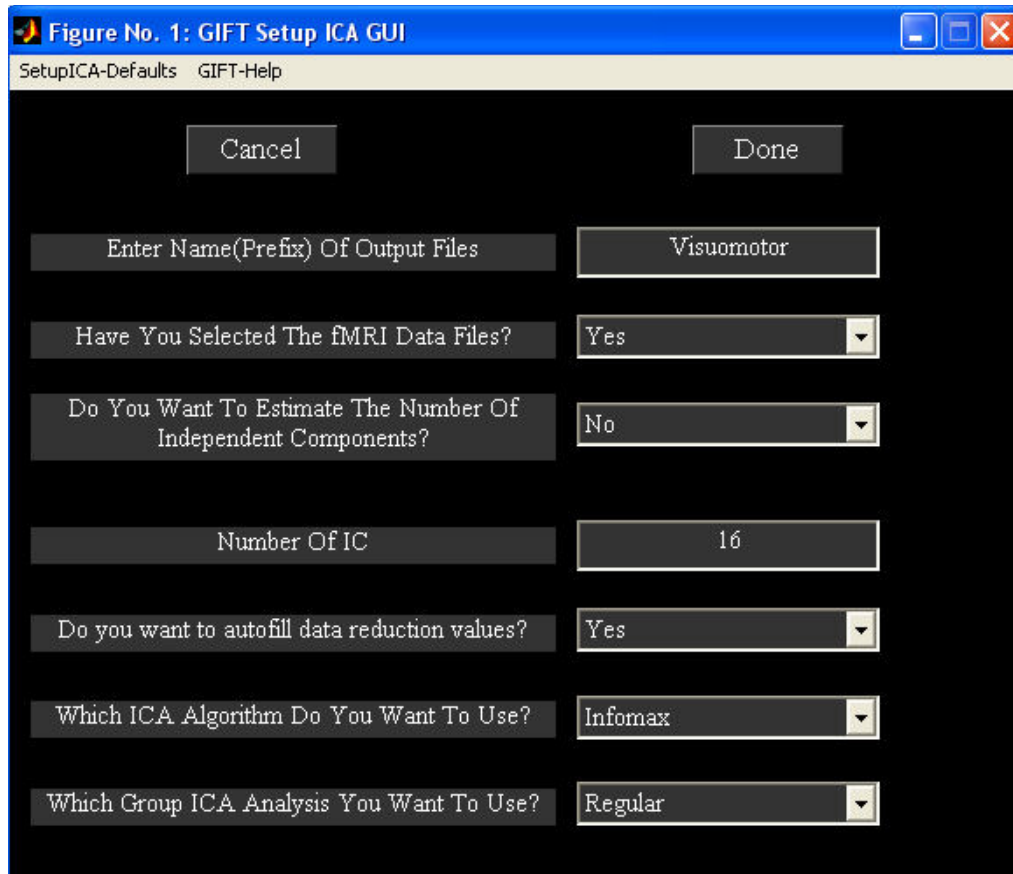 Figure No. 1: GIFT Setup ICA GUI
SetupICA-Defaults GIFT-Help
Cancel Done
Enter Name(Prefix) Of Output Files Visuomotor
Have You Selected The fMRI Data Files? Yes
Do You Want To Estimate The Number Of
Independent Components? No
Number Of IC 16
Do you want to autofill data reduction values? Yes
Which ICA Algorithm Do You Want To Use? Infomax
Which Group ICA Analysis You Want To Use? Regular